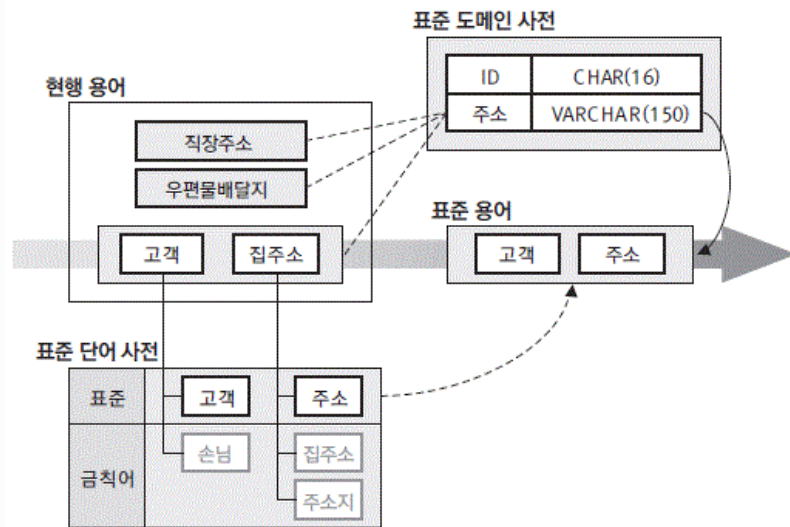 표준 도메인 사전
ID CHAR(16)
주소 VARCHAR(150)
현행 용어
직장주소
우편물배달지
고객 집주소
표준 용어
고객 주소
표준 단어 사전
표준 고객 주소
금칙어 손님 집주소
주소지